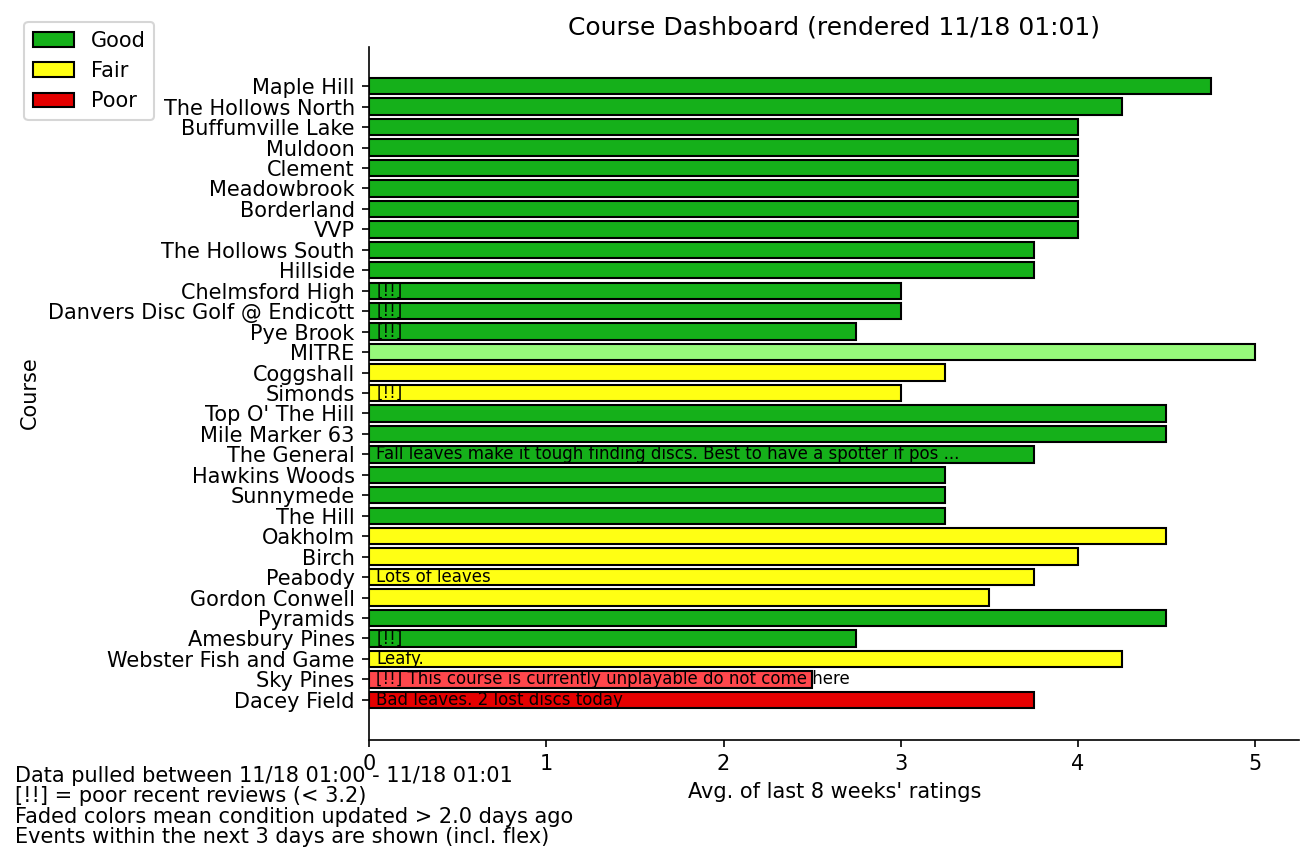 Course Dashboard (rendered 11/18 01:01)
Good
Fair
Poor
Course
Maple Hill
The Hollows North
Buffumville Lake
Muldoon
Clement
Meadowbrook
Borderland
VVP
The Hollows South
Hillside
Chelmsford High [!!]
Danvers Disc Golf @ Endicott [!!]
Pye Brook [!!]
MITRE
Coggshall
Simonds [!!]
Top O' The Hill
Mile Marker 63
The General Fall leaves make it tough finding discs. Best to have a spotter if pos ...
Hawkins Woods
Sunnymede
The Hill
Oakholm
Birch
Peabody Lots of leaves
Gordon Conwell
Pyramids
Amesbury Pines [!!]
Webster Fish and Game Leafy.
Sky Pines [!!] This course is currently unplayable do not come here
Dacey Field Bad leaves. 2 lost discs today
0 1 2 3 4 5
Avg. of last 8 weeks' ratings
Data pulled between 11/18 01:00 - 11/18 01:01
[!!] = poor recent reviews (< 3.2)
Faded colors mean condition updated > 2.0 days ago
Events within the next 3 days are shown (incl. flex)